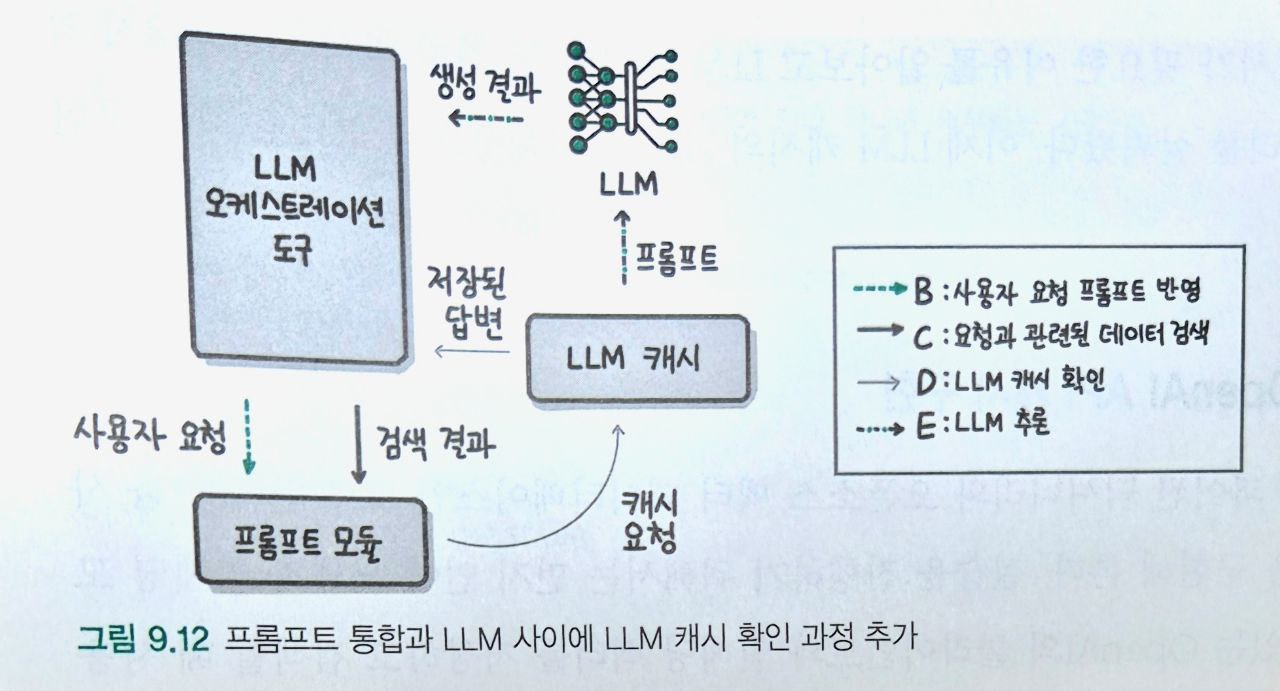 LLM
오케스트레이션
도구
생성 결과
LLM
프롬프트
저장된
답변
LLM 캐시
사용자 요청
검색 결과
프롬프트 모듈
캐시
요청
B : 사용자 요청 프롬프트 반영
C : 요청과 관련된 데이터 검색
D : LLM 캐시 확인
E : LLM 추론
그림 9.12 프롬프트 통합과 LLM 사이에 LLM 캐시 확인 과정 추가